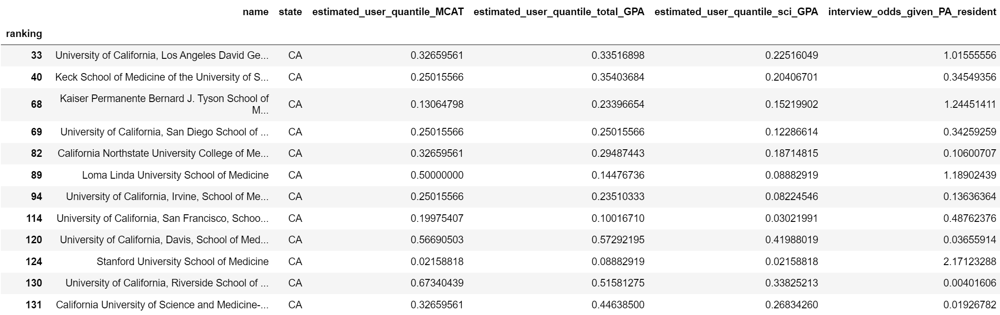 name state estimated_user_quantile_MCAT estimated_user_quantile_total_GPA estimated_user_quantile_sci_GPA interview_odds_given_PA_resident
ranking
33 University of California, Los Angeles David Ge... CA 0.32659561 0.33516898 0.22516049 1.01555556
40 Keck School of Medicine of the University of S... CA 0.25015566 0.35403684 0.20406701 0.34549356
68 Kaiser Permanente Bernard J. Tyson School of
M... CA 0.13064798 0.23396654 0.15219902 1.24451411
69 University of California, San Diego School of ... CA 0.25015566 0.25015566 0.12286614 0.34259259
82 California Northstate University College of Me... CA 0.32659561 0.29487443 0.18714815 0.10600707
89 Loma Linda University School of Medicine CA 0.50000000 0.14476736 0.08882919 1.18902439
94 University of California, Irvine, School of Me... CA 0.25015566 0.23510333 0.08224546 0.13636364
114 University of California, San Francisco, Schoo... CA 0.19975407 0.10016710 0.03021991 0.48762376
120 University of California, Davis, School of Med... CA 0.56690503 0.57292195 0.41988019 0.03655914
124 Stanford University School of Medicine CA 0.02158818 0.08882919 0.02158818 2.17123288
130 University of California, Riverside School of ... CA 0.67340439 0.51581275 0.33825213 0.00401606
131 California University of Science and Medicine-... CA 0.32659561 0.44638500 0.26834260 0.01926782